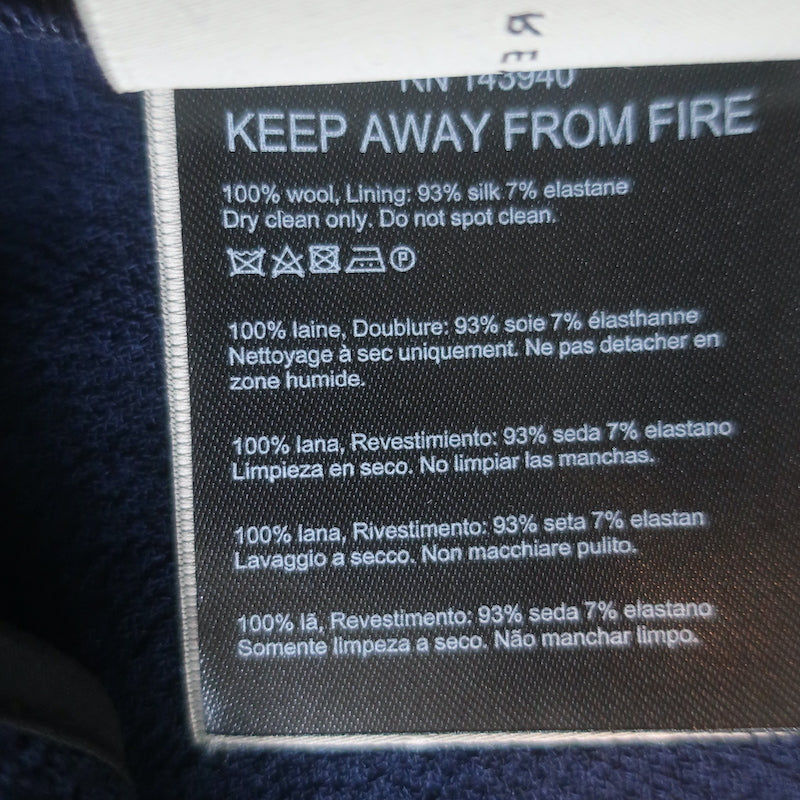 RN 143940
KEEP AWAY FROM FIRE
100% wool, Lining: 93% silk 7% elastane
Dry clean only. Do not spot clean.
P
100% laine, Doublure: 93% soie 7% élasthanne
Nettoyage à sec uniquement. Ne pas detacher en
zone humide.
100% lana, Revestimiento: 93% seda 7% elastano
Limpieza en seco. No limpiar las manchas.
100% lana, Rivestimento: 93% seta 7% elastan
Lavaggio a secco. Non macchiare pulito.
100% lã, Revestimento: 93% seda 7% elastano
Somente limpeza a seco. Não manchar limpo.